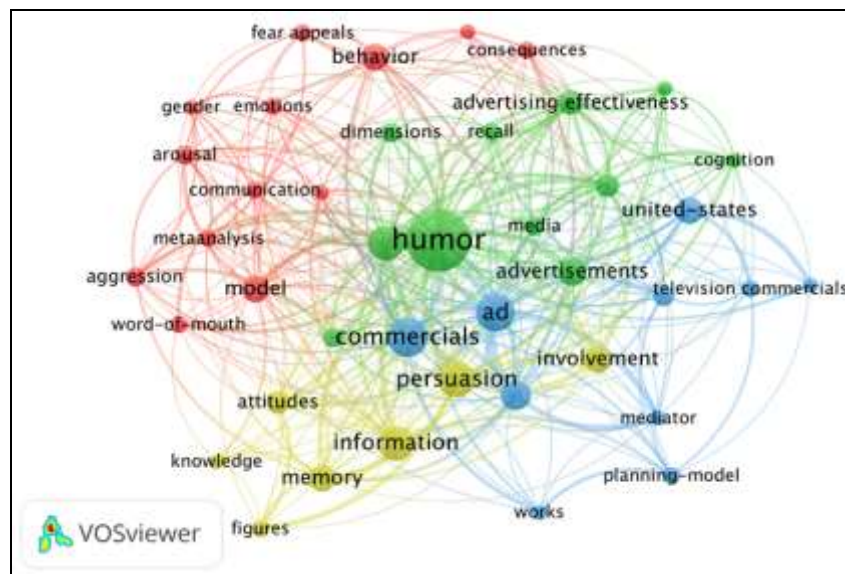 fear appeals
behavior
consequences
gender
emotions
advertising effectiveness
dimensions
recall
arousal
cognition
communication
united-states
metaanalysis
humor
media
aggression
model
advertisements
television commercials
word-of-mouth
commercials
ad
persuasion
involvement
attitudes
mediator
information
knowledge
memory
planning-model
figures
works
VOSviewer